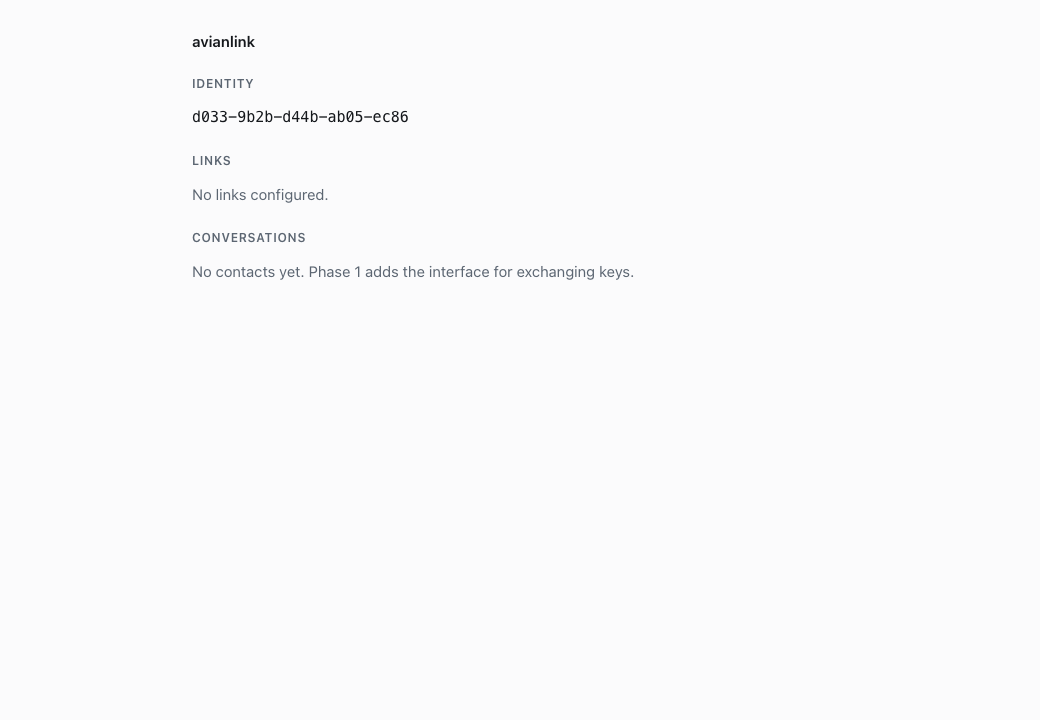 avianlink
IDENTITY
d033-9b2b-d44b-ab05-ec86
LINKS
No links configured.
CONVERSATIONS
No contacts yet. Phase 1 adds the interface for exchanging keys.